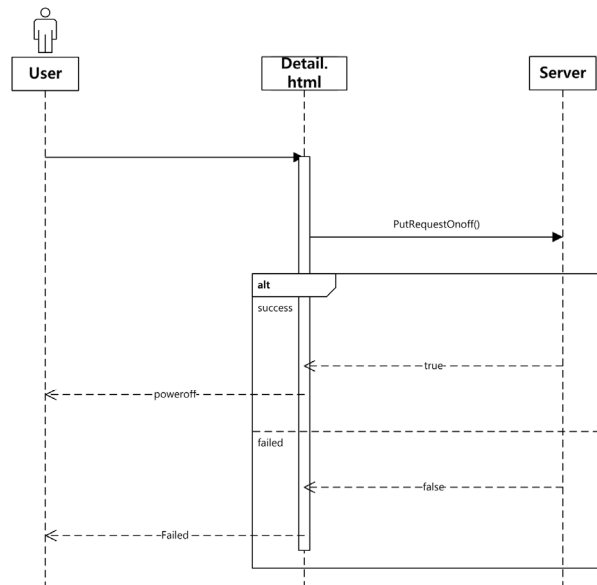 User
Detail.
html
Server
PutRequestOnoff()
alt
success
true
poweroff
failed
false
Failed